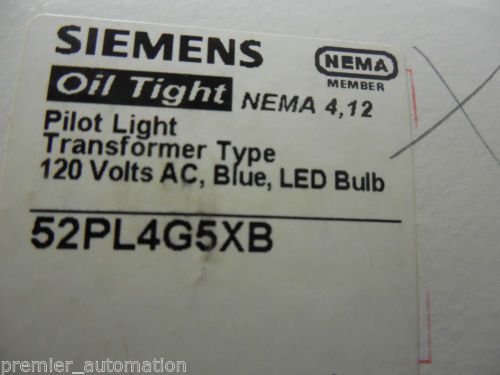 SIEMENS
NEMA
MEMBER
Oil Tight NEMA 4,12
Pilot Light
Transformer Type
120 Volts AC, Blue, LED Bulb
52PL4G5XB
premier_automation